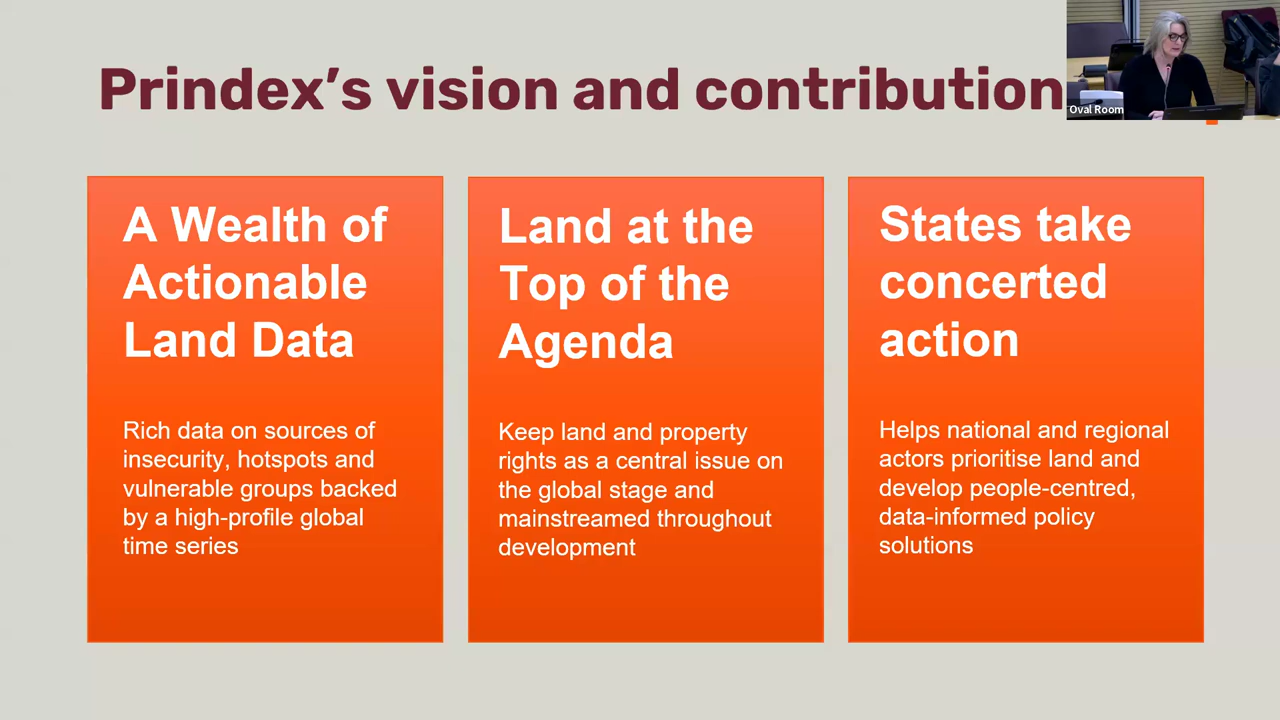 Prindex's vision and contribution
Oval Room
A Wealth of
Actionable
Land Data
Rich data on sources of
insecurity, hotspots and
vulnerable groups backed
by a high-profile global
time series
Land at the
Top of the
Agenda
Keep land and property
rights as a central issue on
the global stage and
mainstreamed throughout
development
States take
concerted
action
Helps national and regional
actors prioritise land and
develop people-centred,
data-informed policy
solutions